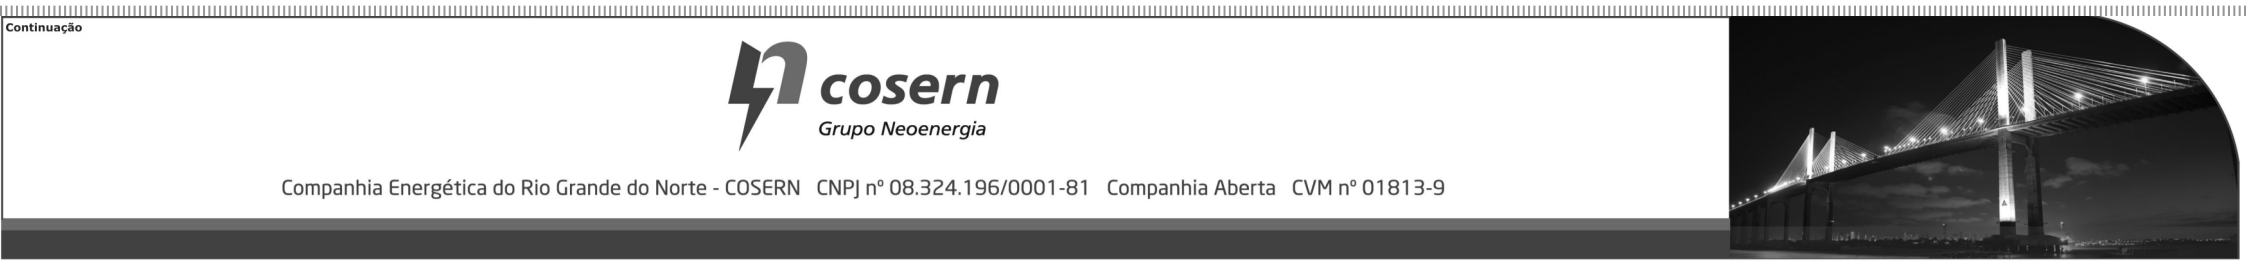 Continuação
cosern
Grupo Neoenergia
Companhia Energética do Rio Grande do Norte - COSERN CNPJ nº 08.324.196/0001-81 Companhia Aberta CVM nº 01813-9